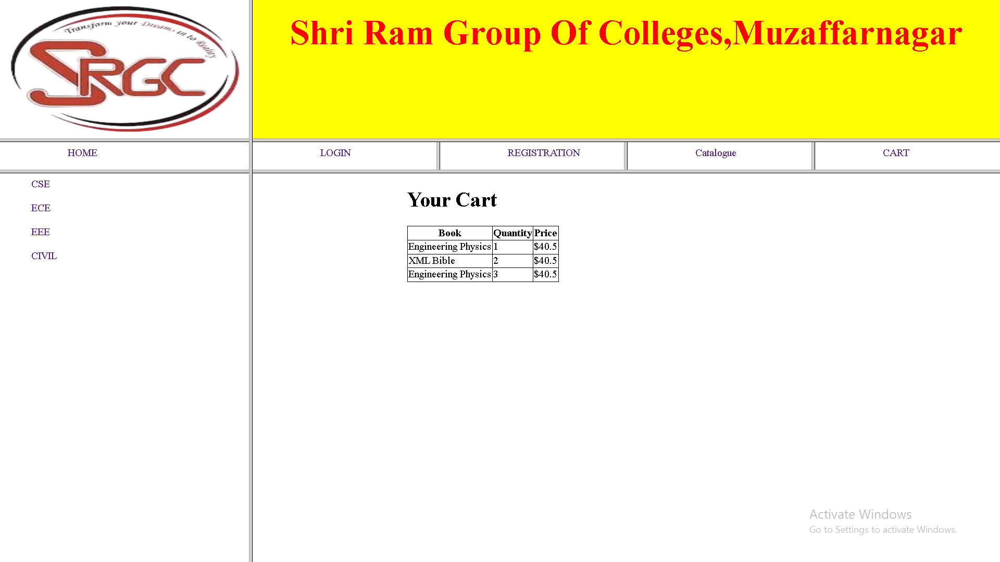 Transform your Dreams in to Reality
SRGC
Shri Ram Group Of Colleges,Muzaffarnagar
HOME LOGIN REGISTRATION Catalogue CART
CSE
ECE
EEE
CIVIL
Your Cart
Book Quantity Price
Engineering Physics 1 $40.5
XML Bible 2 $40.5
Engineering Physics 3 $40.5
Activate Windows
Go to Settings to activate Windows.